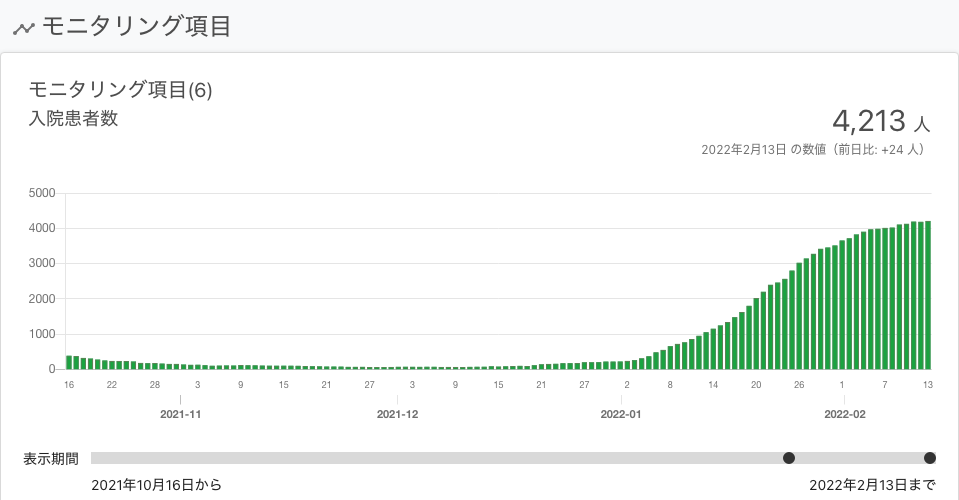 モニタリング項目
モニタリング項目(6)
入院患者数
4,213 人
2022年2月13日 の数値（前日比: +24 人）
5000
4000
3000
2000
1000
0
16 22 28 3 9 15 21 27 3 9 15 21 27 2 8 14 20 26 1 7 13
2021-11 2021-12 2022-01 2022-02
表示期間
2021年10月16日から 2022年2月13日まで